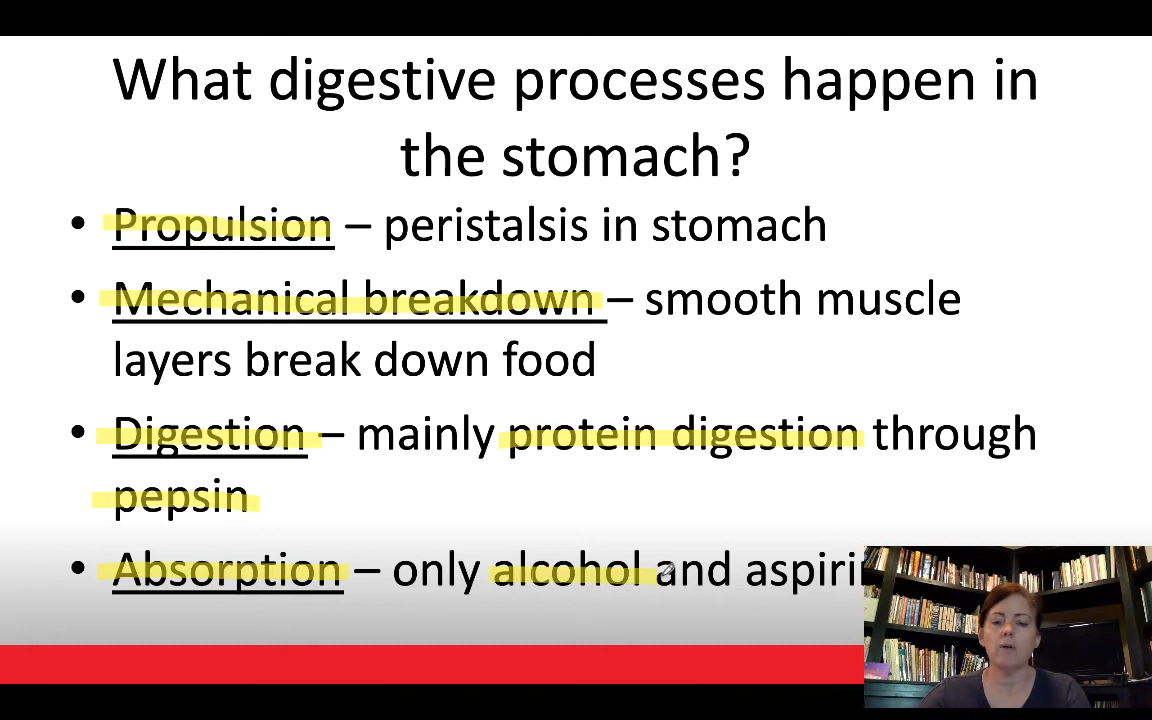 What digestive processes happen in
the stomach?
• Propulsion – peristalsis in stomach
• Mechanical breakdown – smooth muscle
layers break down food
• Digestion – mainly protein digestion through
pepsin
• Absorption – only alcohol and